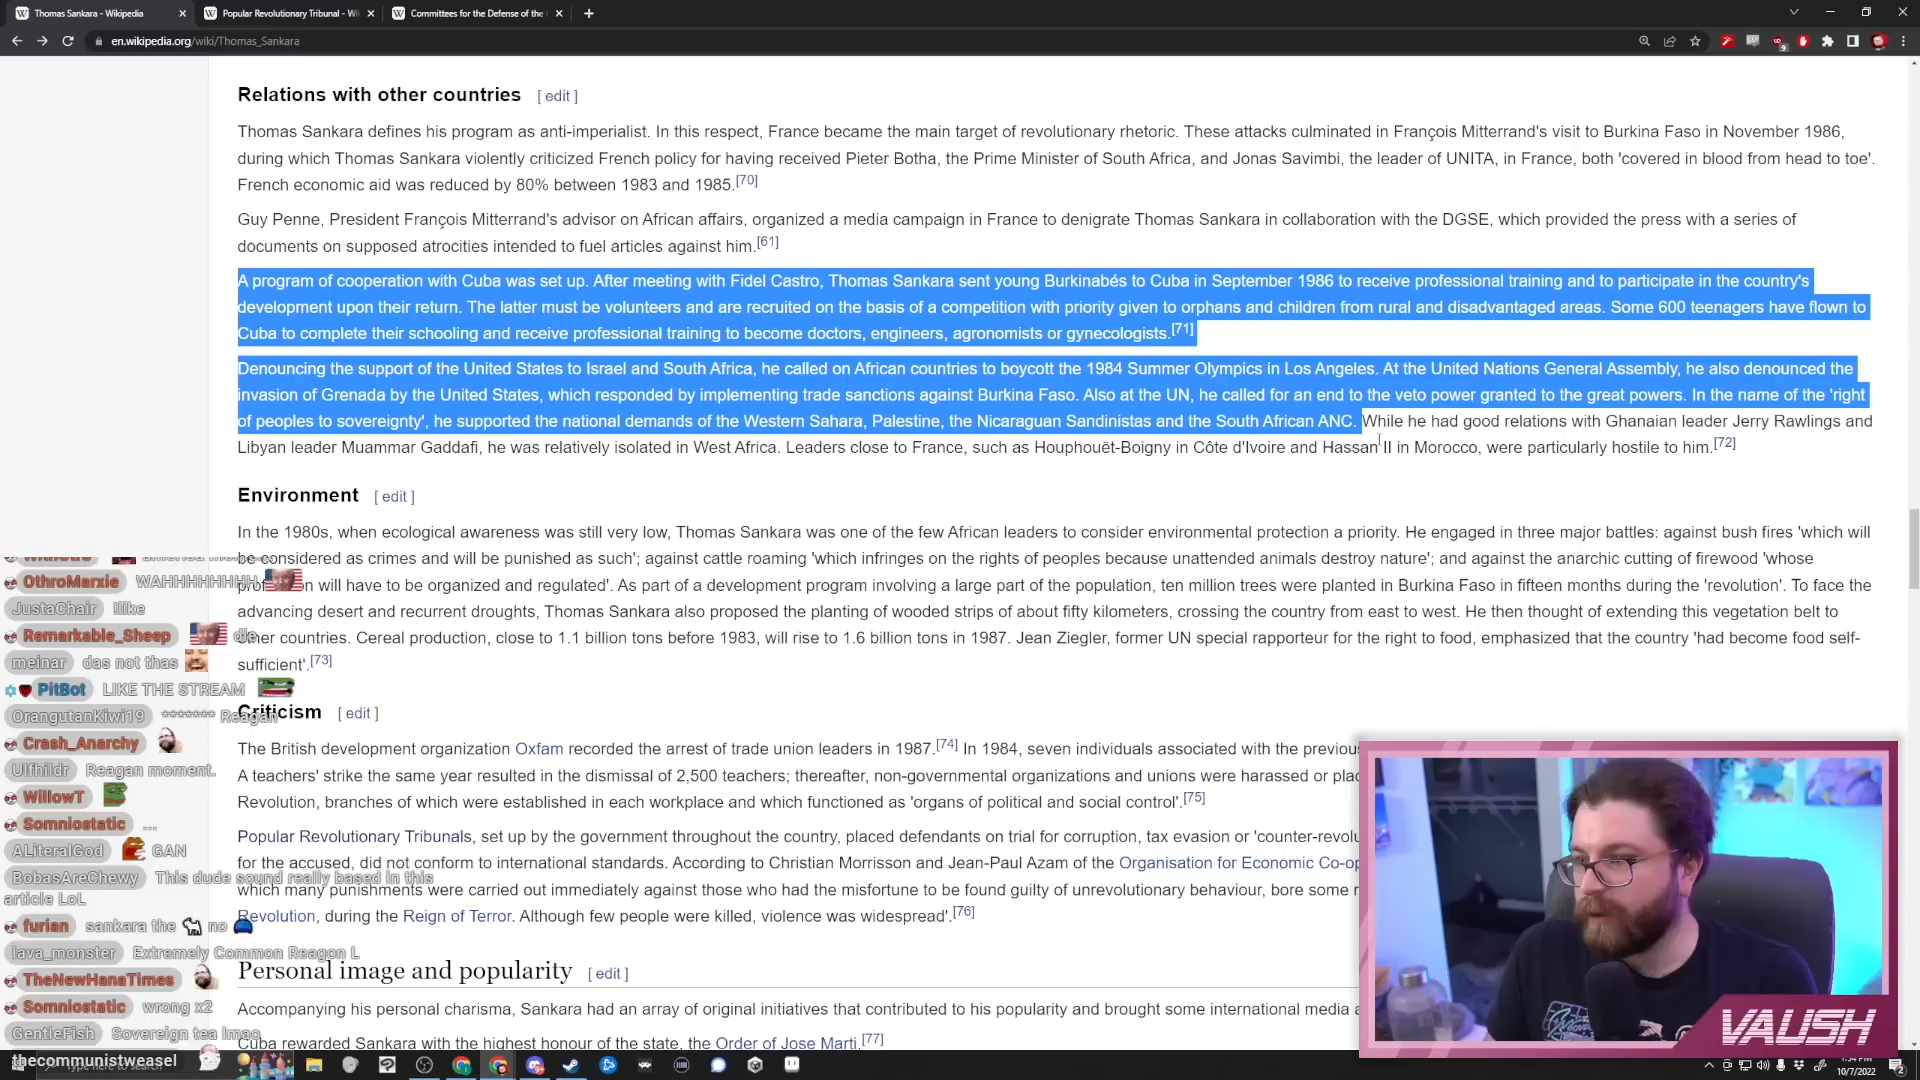 Thomas Sankara - Wikipedia
Popular Revolutionary Tribunal - Wi
Committees for the Defense of the
en.wikipedia.org/wiki/Thomas_Sankara
Relations with other countries [ edit ]
Thomas Sankara defines his program as anti-imperialist. In this respect, France became the main target of revolutionary rhetoric. These attacks culminated in François Mitterrand's visit to Burkina Faso in November 1986,
during which Thomas Sankara violently criticized French policy for having received Pieter Botha, the Prime Minister of South Africa, and Jonas Savimbi, the leader of UNITA, in France, both 'covered in blood from head to toe'.
French economic aid was reduced by 80% between 1983 and 1985.[70]
Guy Penne, President François Mitterrand's advisor on African affairs, organized a media campaign in France to denigrate Thomas Sankara in collaboration with the DGSE, which provided the press with a series of
documents on supposed atrocities intended to fuel articles against him.[61]
A program of cooperation with Cuba was set up. After meeting with Fidel Castro, Thomas Sankara sent young Burkinabés to Cuba in September 1986 to receive professional training and to participate in the country's
development upon their return. The latter must be volunteers and are recruited on the basis of a competition with priority given to orphans and children from rural and disadvantaged areas. Some 600 teenagers have flown to
Cuba to complete their schooling and receive professional training to become doctors, engineers, agronomists or gynecologists.[71]
Denouncing the support of the United States to Israel and South Africa, he called on African countries to boycott the 1984 Summer Olympics in Los Angeles. At the United Nations General Assembly, he also denounced the
invasion of Grenada by the United States, which responded by implementing trade sanctions against Burkina Faso. Also at the UN, he called for an end to the veto power granted to the great powers. In the name of the 'right
of peoples to sovereignty', he supported the national demands of the Western Sahara, Palestine, the Nicaraguan Sandinistas and the South African ANC. While he had good relations with Ghanaian leader Jerry Rawlings and
Libyan leader Muammar Gaddafi, he was relatively isolated in West Africa. Leaders close to France, such as Houphouët-Boigny in Côte d'Ivoire and Hassan II in Morocco, were particularly hostile to him.[72]
Environment [ edit ]
In the 1980s, when ecological awareness was still very low, Thomas Sankara was one of the few African leaders to consider environmental protection a priority. He engaged in three major battles: against bush fires 'which will
be considered as crimes and will be punished as such'; against cattle roaming 'which infringes on the rights of peoples because unattended animals destroy nature'; and against the anarchic cutting of firewood 'whose
n will have to be organized and regulated'. As part of a development program involving a large part of the population, ten million trees were planted in Burkina Faso in fifteen months during the 'revolution'. To face the
advancing desert and recurrent droughts, Thomas Sankara also proposed the planting of wooded strips of about fifty kilometers, crossing the country from east to west. He then thought of extending this vegetation belt to
other countries. Cereal production, close to 1.1 billion tons before 1983, will rise to 1.6 billion tons in 1987. Jean Ziegler, former UN special rapporteur for the right to food, emphasized that the country 'had become food self-
sufficient'.[73]
Criticism [ edit ]
The British development organization Oxfam recorded the arrest of trade union leaders in 1987.[74] In 1984, seven individuals associated with the previous
A teachers' strike the same year resulted in the dismissal of 2,500 teachers; thereafter, non-governmental organizations and unions were harassed or plac
Revolution, branches of which were established in each workplace and which functioned as 'organs of political and social control'.[75]
Popular Revolutionary Tribunals, set up by the government throughout the country, placed defendants on trial for corruption, tax evasion or 'counter-revolu
for the accused, did not conform to international standards. According to Christian Morrisson and Jean-Paul Azam of the Organisation for Economic Co-op
which many punishments were carried out immediately against those who had the misfortune to be found guilty of unrevolutionary behaviour, bore some r
Revolution, during the Reign of Terror. Although few people were killed, violence was widespread'.[76]
Personal image and popularity [ edit ]
Accompanying his personal charisma, Sankara had an array of original initiatives that contributed to his popularity and brought some international media a
Cuba rewarded Sankara with the highest honour of the state, the Order of Jose Marti.[77]
OthroMarxie WAHHHHHHHH
JustaChair !like
Remarkable_Sheep die
meinar das not thas
PitBot LIKE THE STREAM
OrangutanKiwi19 ******* Reagan
Crash_Anarchy
Ulfhildr Reagan moment.
WillowT
Somniostatic ...
ALiteralGod GAN
BobasAreChewy This dude sound really based in this
article LoL
furian sankara the no
lava_monster Extremely Common Reagon L
TheNewHanaTimes
Somniostatic wrong x2
GentleFish Sovereign tea lmao
thecommunistweasel
Type here to search
VAUSH
1:54 PM
10/7/2022